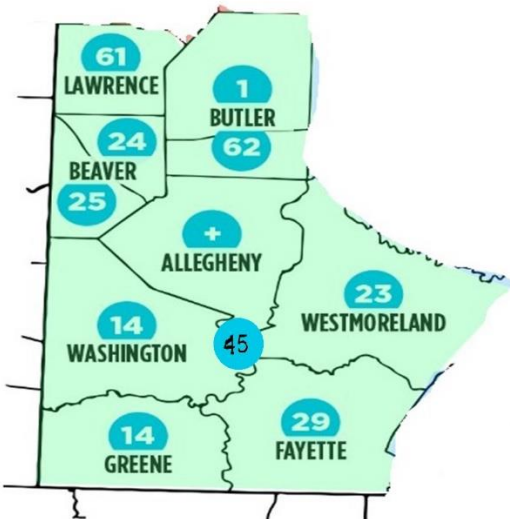 61
LAWRENCE
1
BUTLER
24
BEAVER
62
25
+
ALLEGHENY
23
WESTMORELAND
14
WASHINGTON
45
14
GREENE
29
FAYETTE